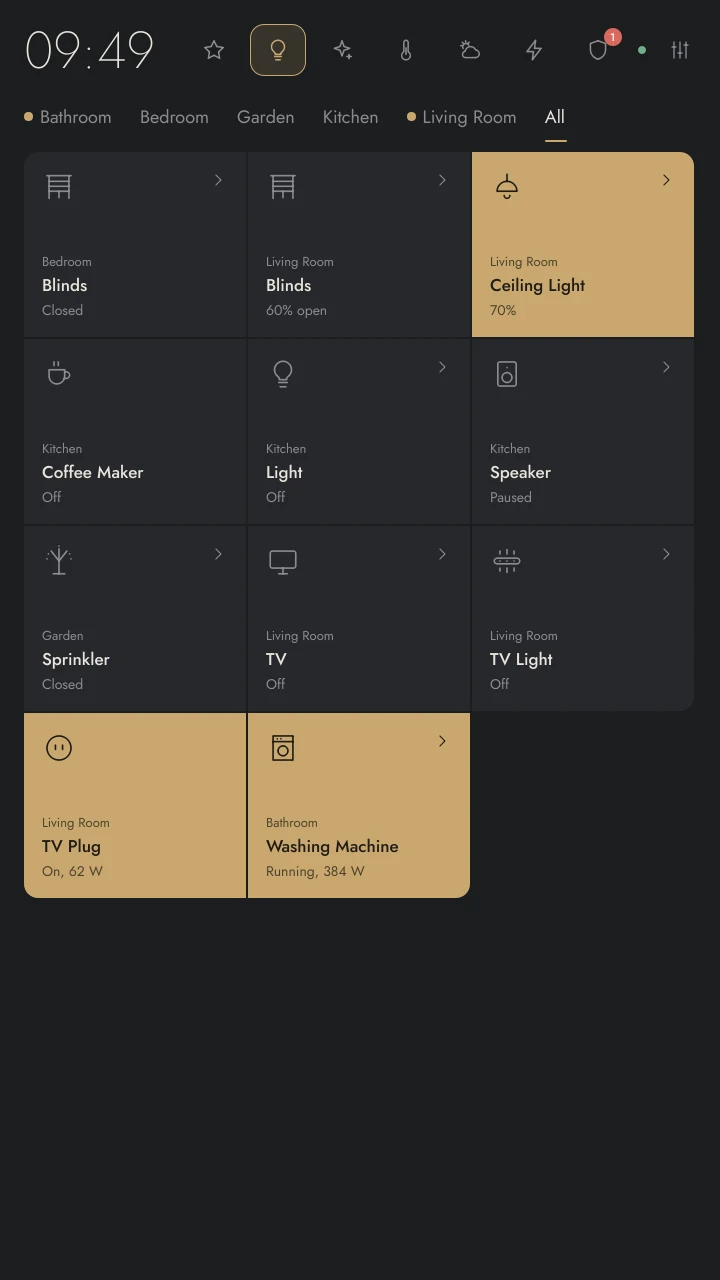 09:49
1
Bathroom Bedroom Garden Kitchen Living Room All
Bedroom
Blinds
Closed
Living Room
Blinds
60% open
Living Room
Ceiling Light
70%
Kitchen
Coffee Maker
Off
Kitchen
Light
Off
Kitchen
Speaker
Paused
Garden
Sprinkler
Closed
Living Room
TV
Off
Living Room
TV Light
Off
Living Room
TV Plug
On, 62 W
Bathroom
Washing Machine
Running, 384 W